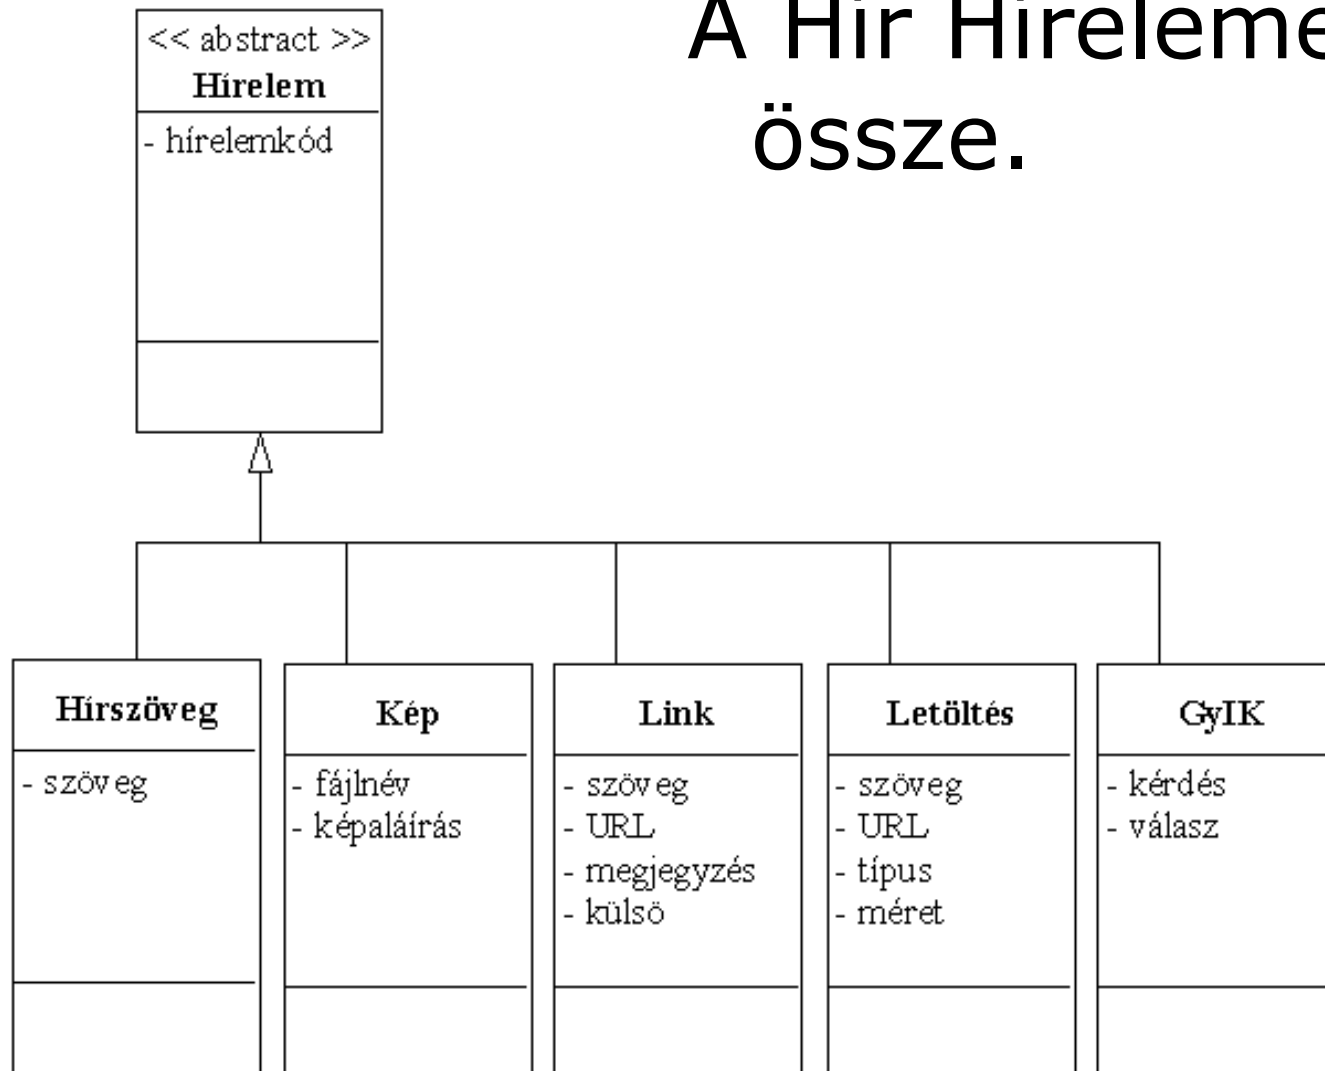 A Hír Híreleme
össze.
<< abstract >>
Hírelem
- hírelemkód
Hírszöveg
- szöveg
Kép
- fájlnév
- képaláírás
Link
- szöveg
- URL
- megjegyzés
- külsö
Letöltés
- szöveg
- URL
- típus
- méret
GyIK
- kérdés
- válasz